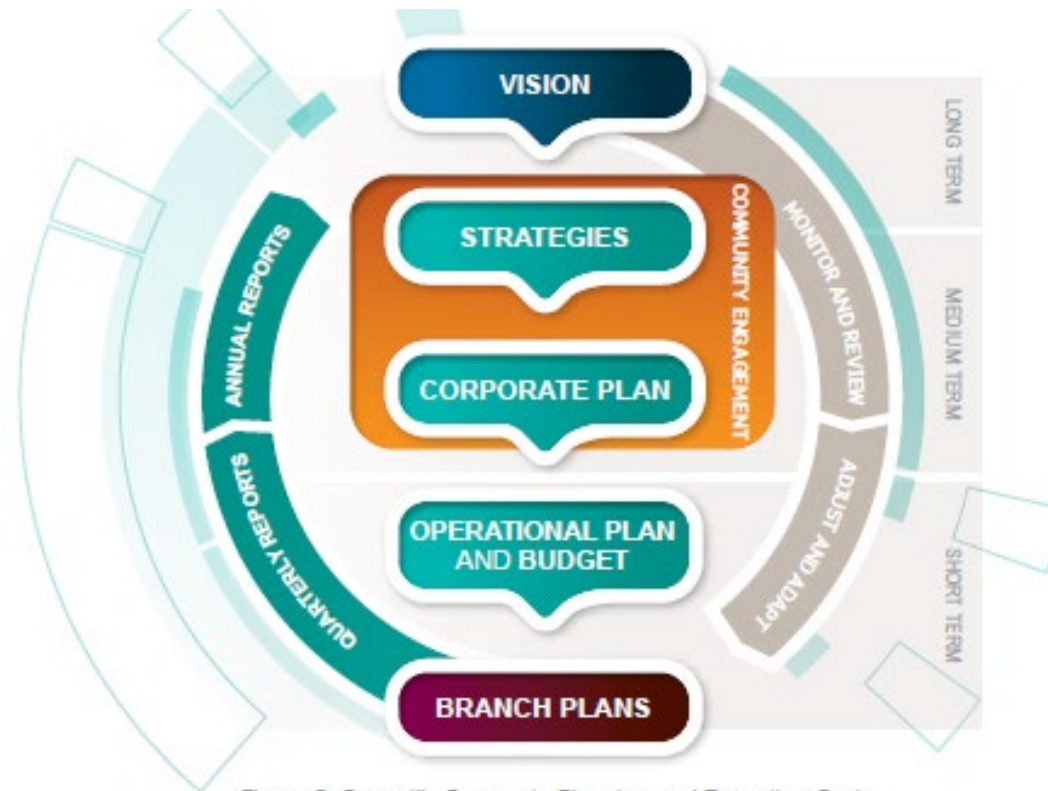 VISION
STRATEGIES
CORPORATE PLAN
COMMUNITY ENGAGEMENT
OPERATIONAL PLAN
AND BUDGET
BRANCH PLANS
QUARTERLY REPORTS
ANNUAL REPORTS
MONITOR AND REVIEW
ADJUST AND ADAPT
LONG TERM
MEDIUM TERM
SHORT TERM